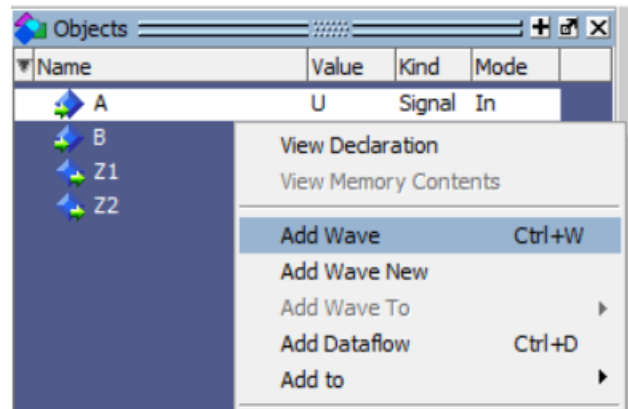 Objects
Name Value Kind Mode
A U Signal In
B
Z1
Z2
View Declaration
View Memory Contents
Add Wave Ctrl+W
Add Wave New
Add Wave To
Add Dataflow Ctrl+D
Add to